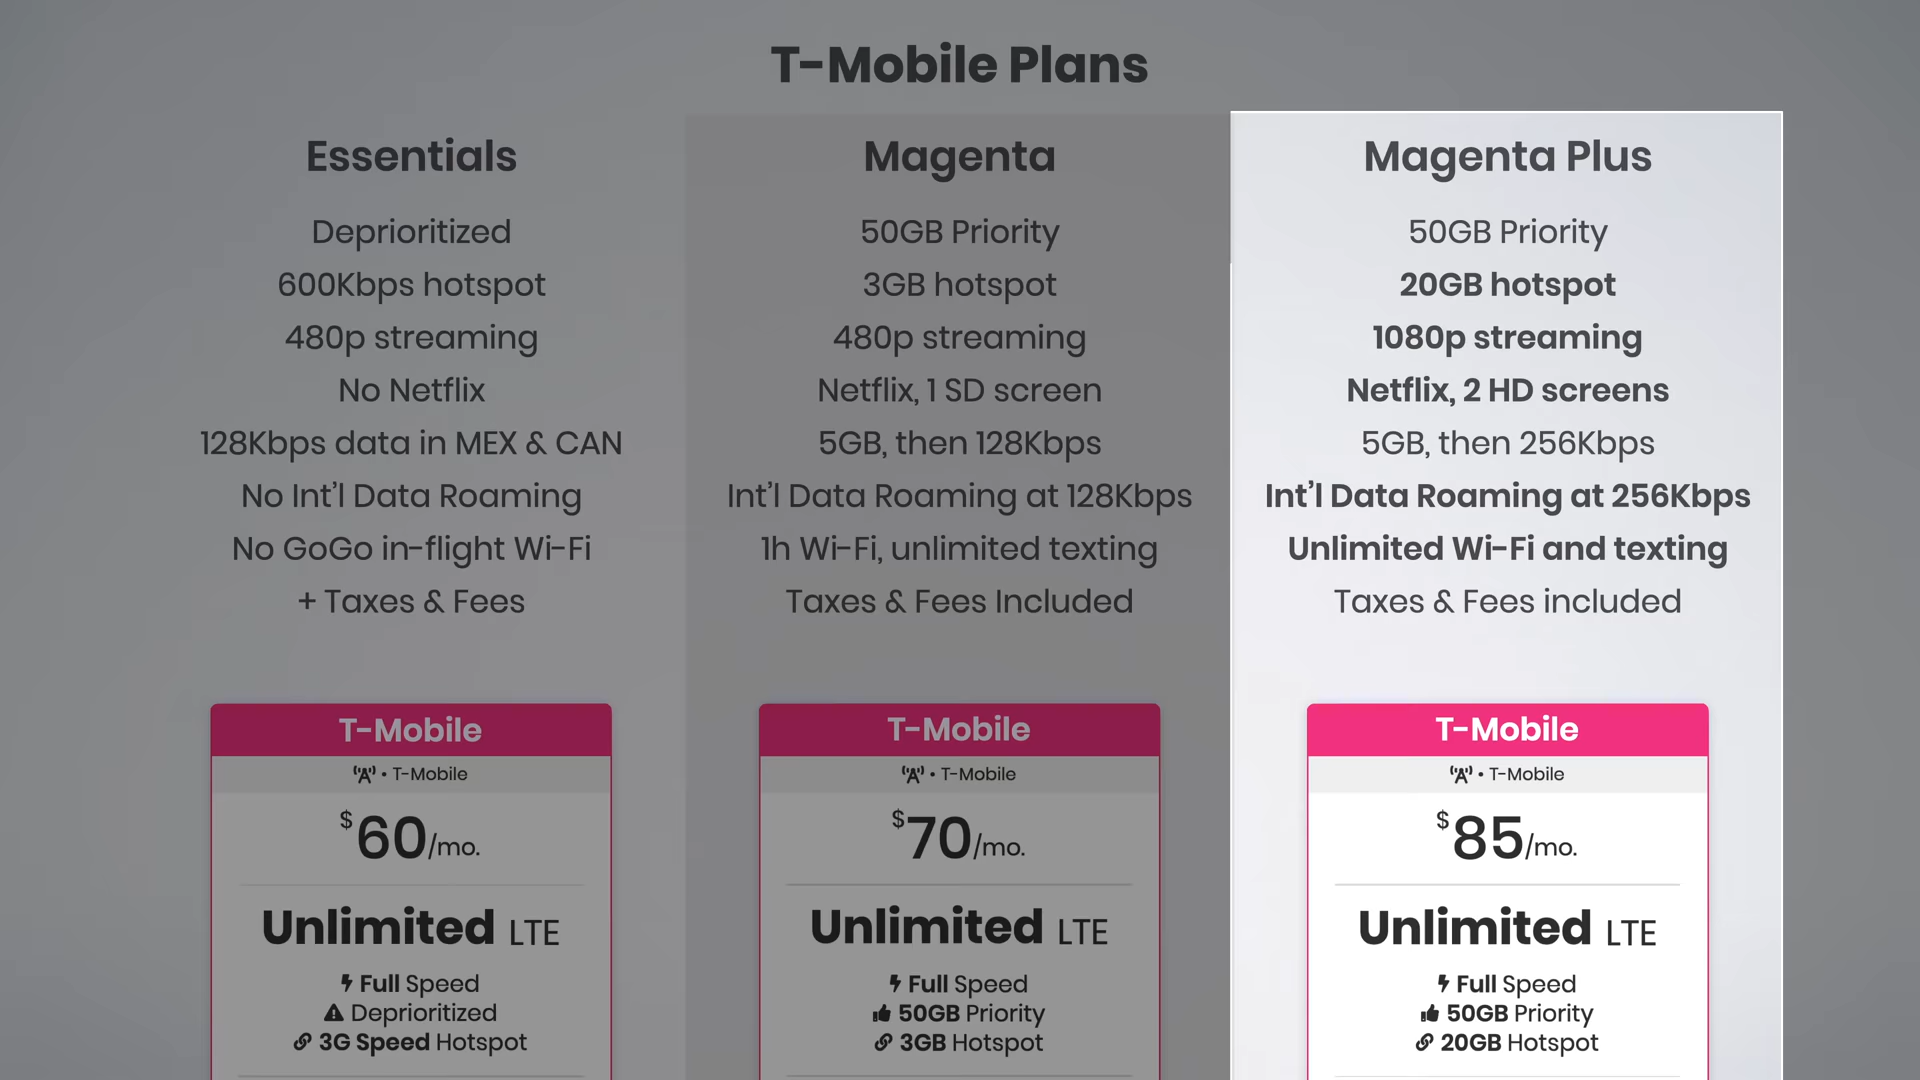 T-Mobile Plans
Essentials
Deprioritized
600Kbps hotspot
480p streaming
No Netflix
128Kbps data in MEX & CAN
No Int’l Data Roaming
No GoGo in-flight Wi-Fi
+ Taxes & Fees
T-Mobile
• T-Mobile
$60/mo.
Unlimited LTE
Full Speed
Deprioritized
3G Speed Hotspot
Magenta
50GB Priority
3GB hotspot
480p streaming
Netflix, 1 SD screen
5GB, then 128Kbps
Int’l Data Roaming at 128Kbps
1h Wi-Fi, unlimited texting
Taxes & Fees Included
T-Mobile
• T-Mobile
$70/mo.
Unlimited LTE
Full Speed
50GB Priority
3GB Hotspot
Magenta Plus
50GB Priority
20GB hotspot
1080p streaming
Netflix, 2 HD screens
5GB, then 256Kbps
Int’l Data Roaming at 256Kbps
Unlimited Wi-Fi and texting
Taxes & Fees included
T-Mobile
• T-Mobile
$85/mo.
Unlimited LTE
Full Speed
50GB Priority
20GB Hotspot